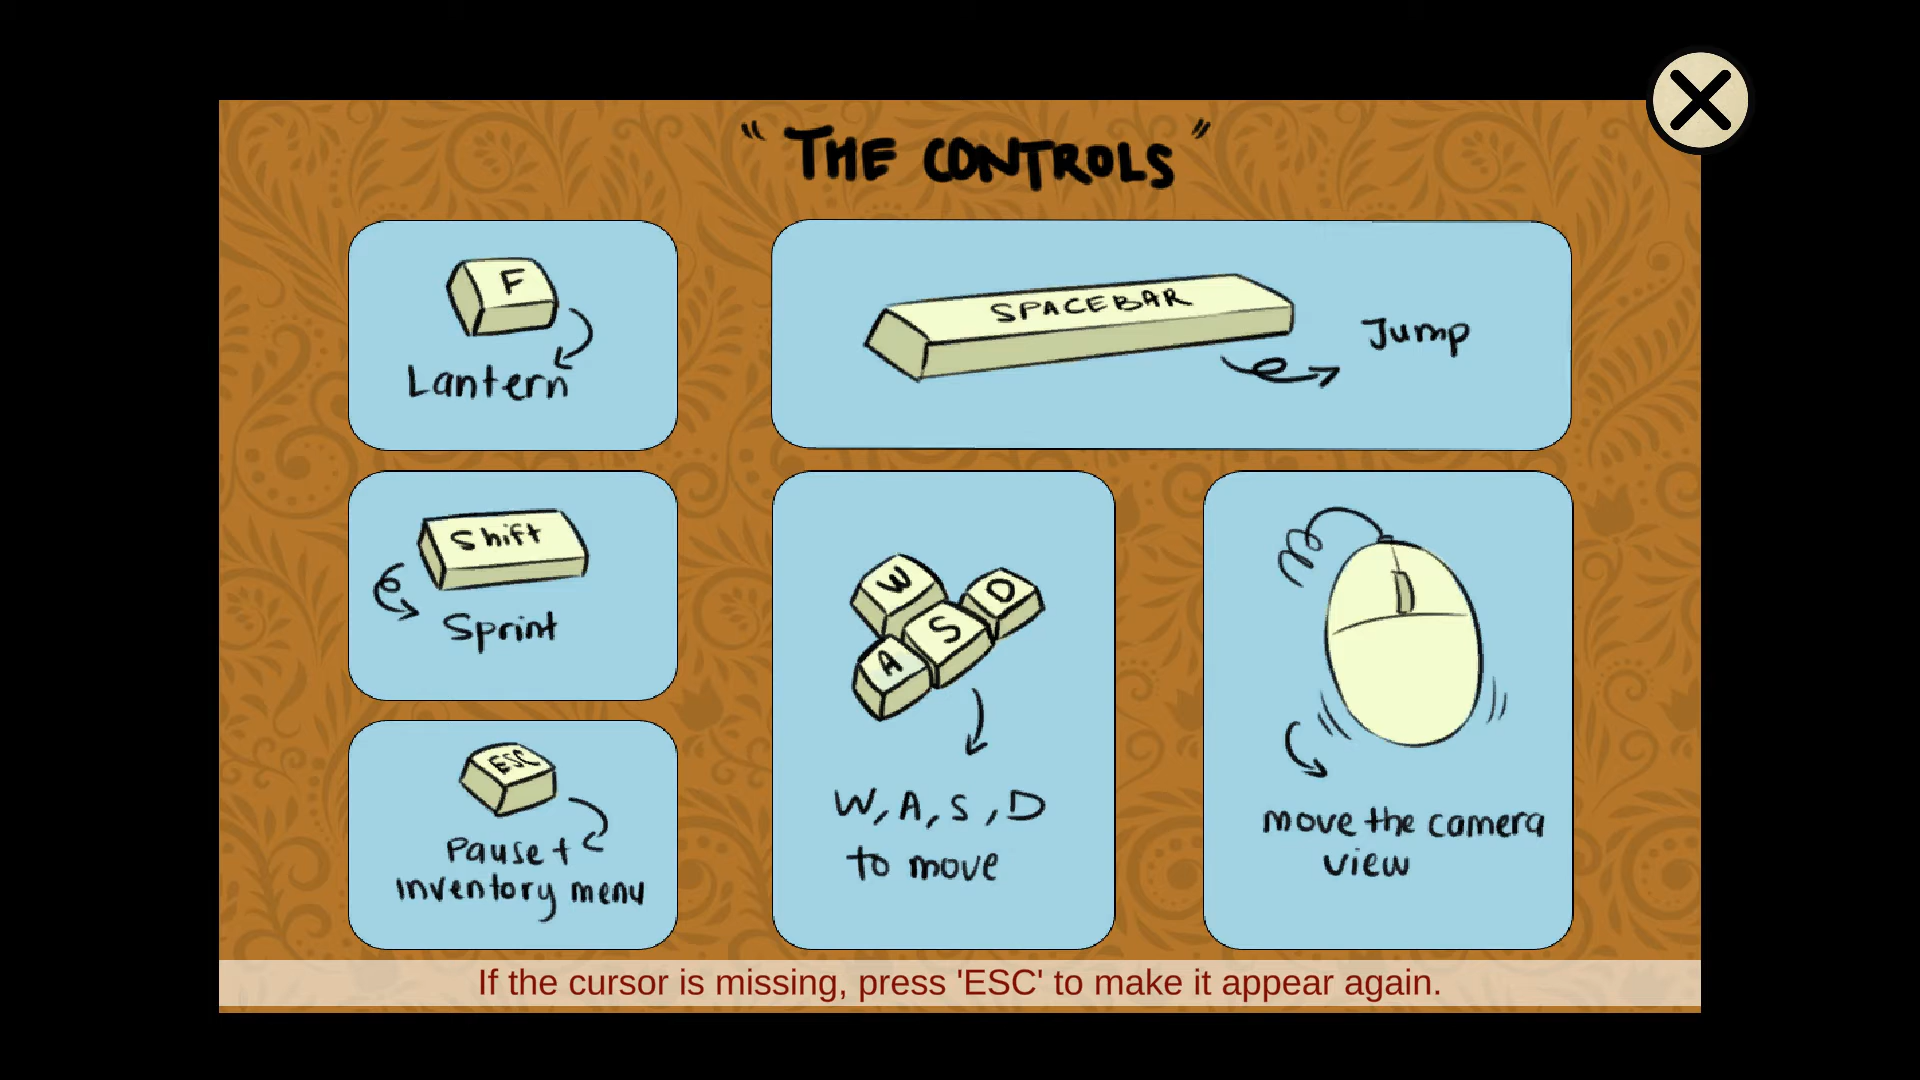 "THE CONTROLS"
F
Lantern
SPACEBAR
Jump
Shift
Sprint
ESC
Pause +
inventory menu
W
D
S
A
W, A, S, D
to move
move the camera
view
If the cursor is missing, press 'ESC' to make it appear again.